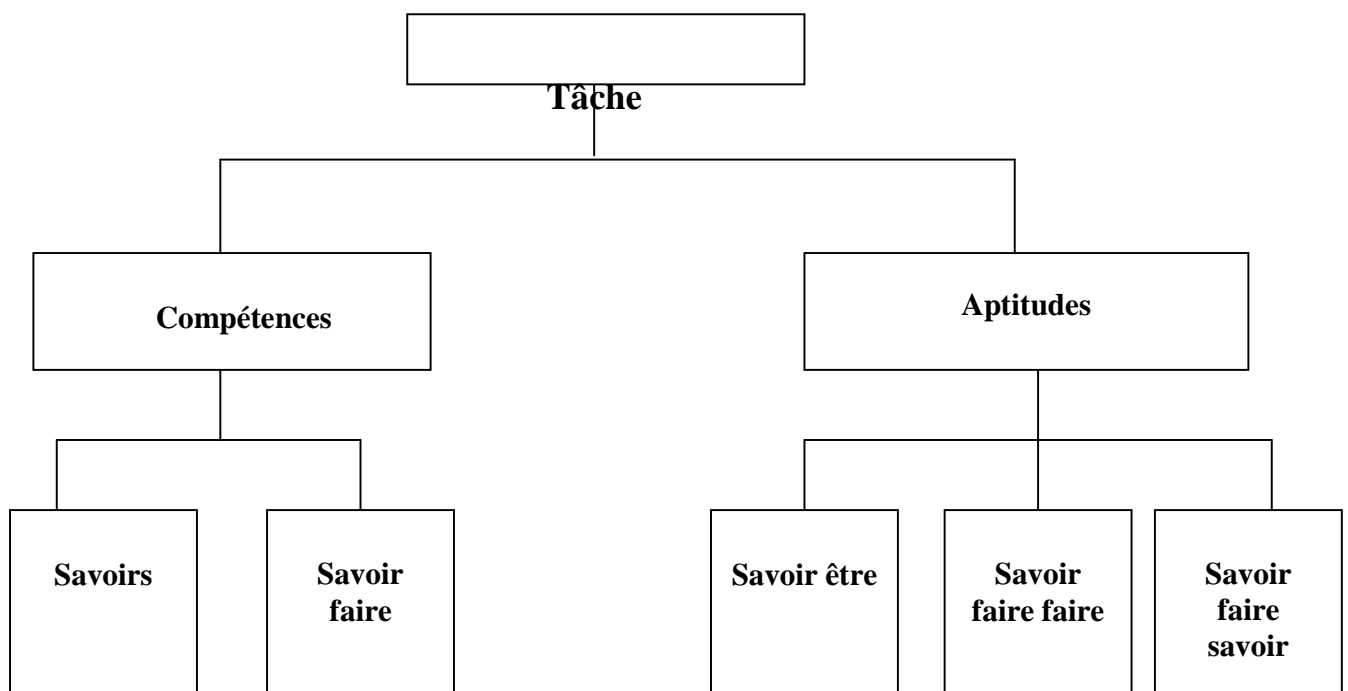 Tâche
Compétences
Aptitudes
Savoirs
Savoir
faire
Savoir être
Savoir
faire faire
Savoir
faire
savoir